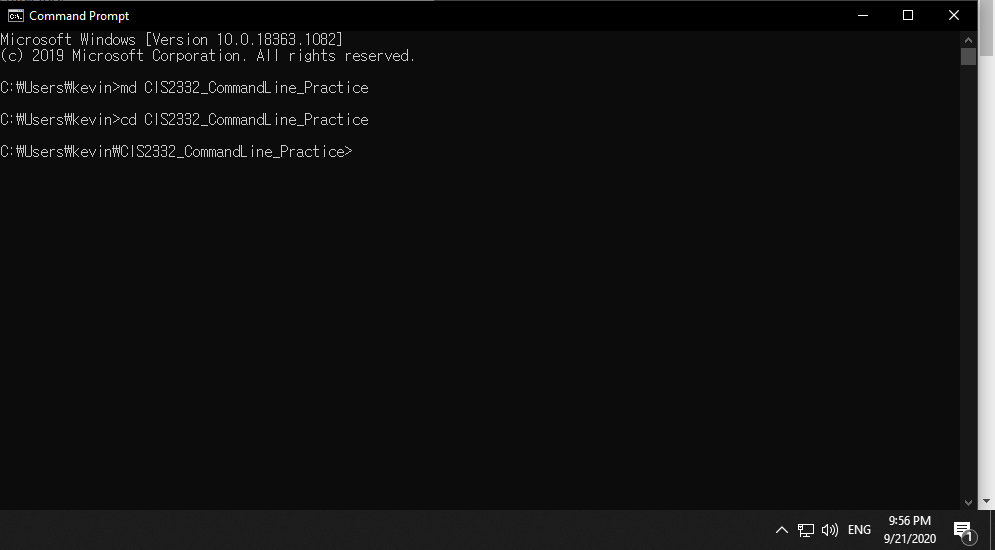 Command Prompt
Microsoft Windows [Version 10.0.18363.1082]
(c) 2019 Microsoft Corporation. All rights reserved.
C:₩Users₩kevin>md CIS2332_CommandLine_Practice
C:₩Users₩kevin>cd CIS2332_CommandLine_Practice
C:₩Users₩kevin₩CIS2332_CommandLine_Practice>
ENG
9:56 PM
9/21/2020
1